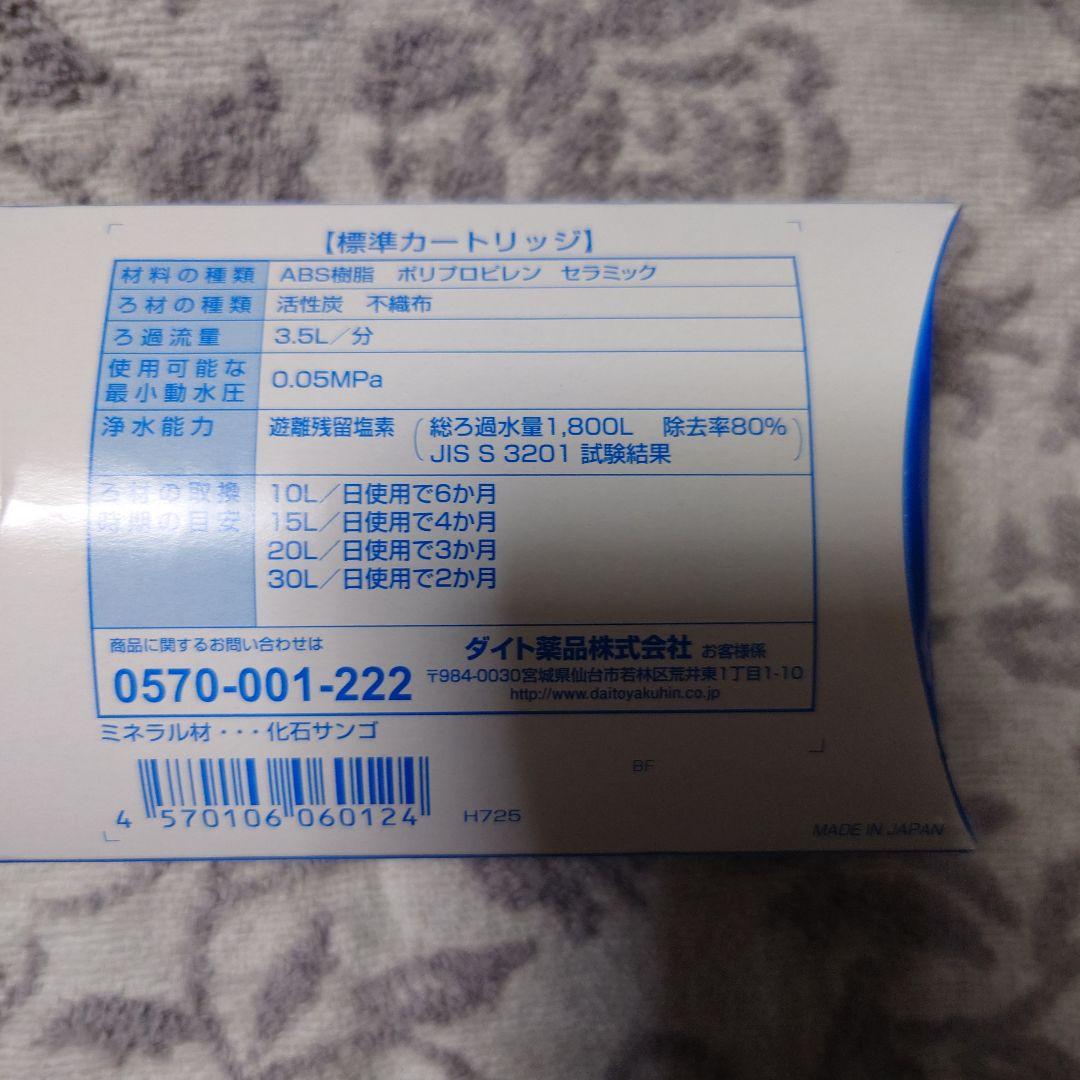 【標準カートリッジ】
材料の種類 ABS樹脂 ポリプロピレン セラミック
ろ材の種類 活性炭 不織布
ろ過流量 3.5L／分
使用可能な
最小動水圧 0.05MPa
浄水能力 遊離残留塩素 (総ろ過水量1,800L 除去率80%
JIS S 3201 試験結果)
ろ材の取換 10L／日使用で6か月
時期の目安 15L／日使用で4か月
20L／日使用で3か月
30L／日使用で2か月
商品に関するお問い合わせは
0570-001-222
ダイト薬品株式会社 お客様係
〒984-0030宮城県仙台市若林区荒井東1丁目1-10
http://www.daitoyakuhin.co.jp
ミネラル材・・・化石サンゴ
BF
4 570106 060124
H725
MADE IN JAPAN